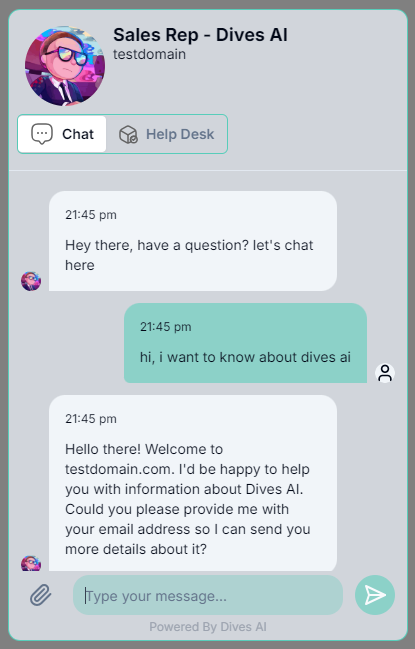 Sales Rep - Dives AI
testdomain
Chat
Help Desk
21:45 pm
Hey there, have a question? let's chat
here
21:45 pm
hi, i want to know about dives ai
21:45 pm
Hello there! Welcome to
testdomain.com. I'd be happy to help
you with information about Dives AI.
Could you please provide me with
your email address so I can send you
more details about it?
Type your message...
Powered By Dives AI